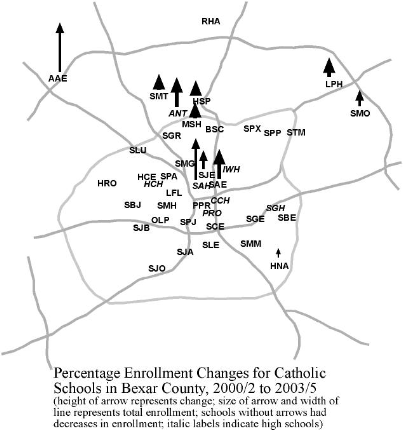 RHA
AAE
LPH
SMT
HSP
ANT
SMO
MSH
BSC
SPX
SPP
STM
SGR
SLU
SMG
IWH
SJE
HCE
SPA
HRO
HCH
SAH
SAE
LFL
CCH
SBJ
SMH
PPR
SGH
PRO
OLP
SPJ
SGE
SBE
SJB
SCE
SLE
SMM
SJA
HNA
SJO
Percentage Enrollment Changes for Catholic
Schools in Bexar County, 2000/2 to 2003/5
(height of arrow represents change; size of arrow and width of
line represents total enrollment; schools without arrows had
decreases in enrollment; italic labels indicate high schools)